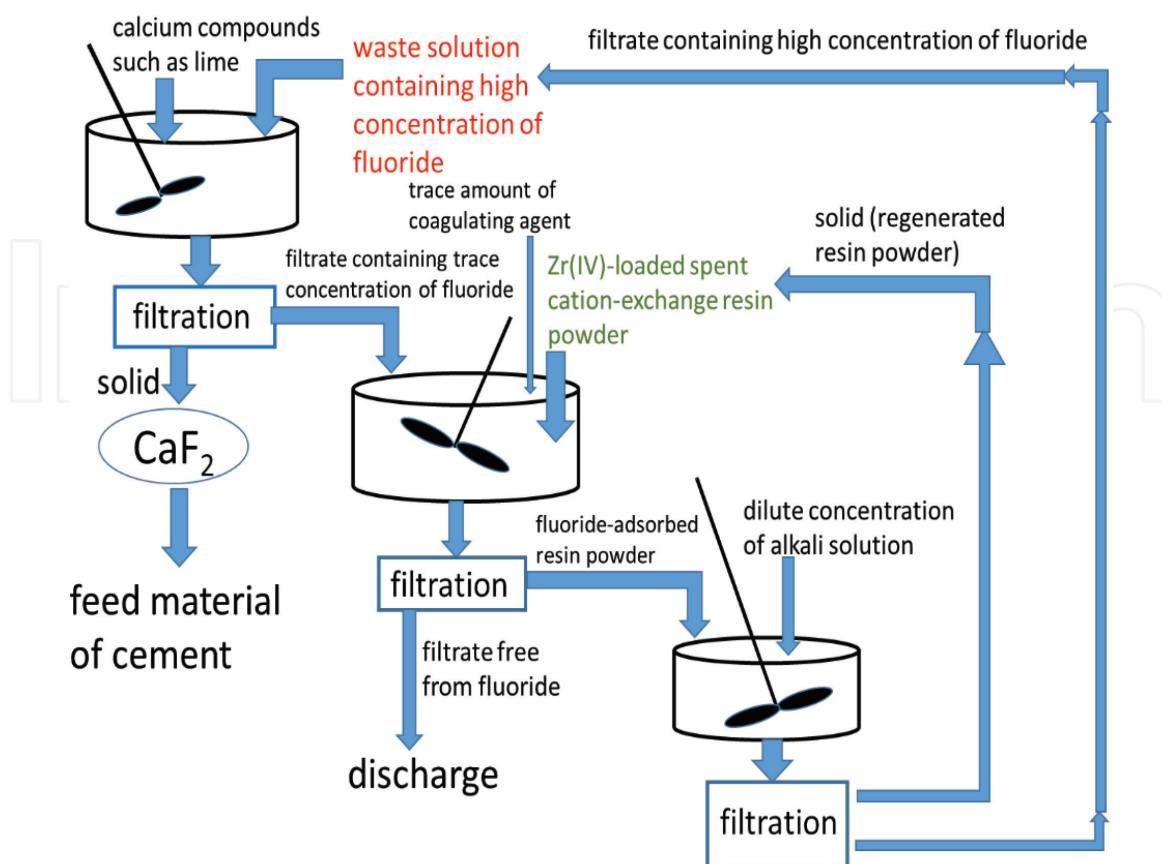 calcium compounds
such as lime
waste solution
containing high
concentration of
fluoride
filtrate containing high concentration of fluoride
trace amount of
coagulating agent
solid (regenerated
resin powder)
filtrate containing trace
concentration of fluoride
Zr(IV)-loaded spent
cation-exchange resin
powder
filtration
solid
CaF₂
feed material
of cement
fluoride-adsorbed
resin powder
dilute concentration
of alkali solution
filtration
filtrate free
from fluoride
discharge
filtration